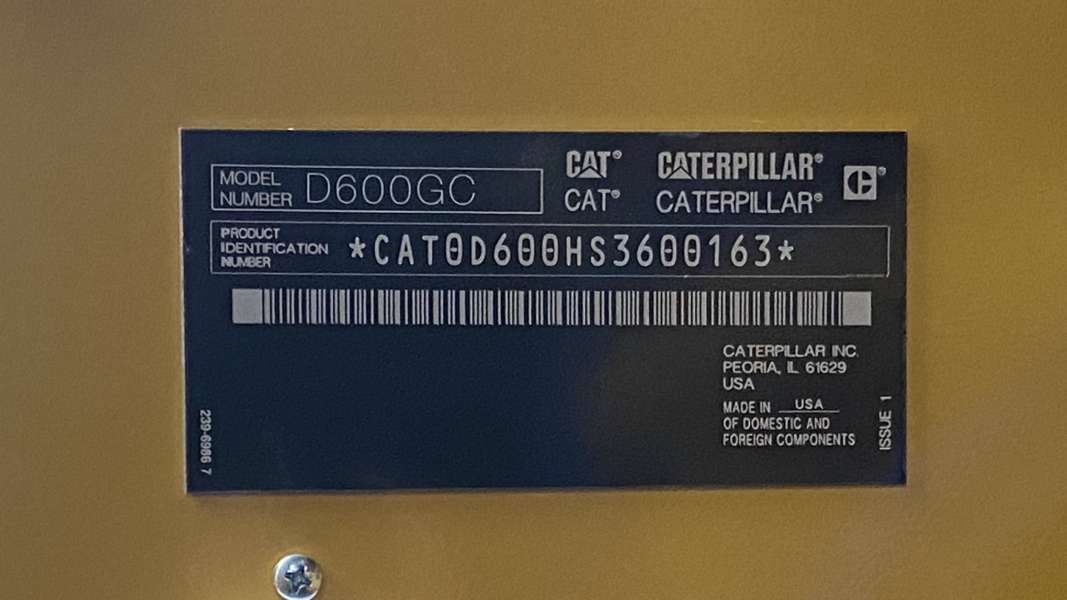 MODEL
NUMBER D600GC
CAT® CATERPILLAR® C®
CAT® CATERPILLAR®
PRODUCT
IDENTIFICATION
NUMBER
*CAT0D600HS3600163*
CATERPILLAR INC.
PEORIA, IL 61629
USA
MADE IN USA
OF DOMESTIC AND
FOREIGN COMPONENTS
239-6986 7
ISSUE 1